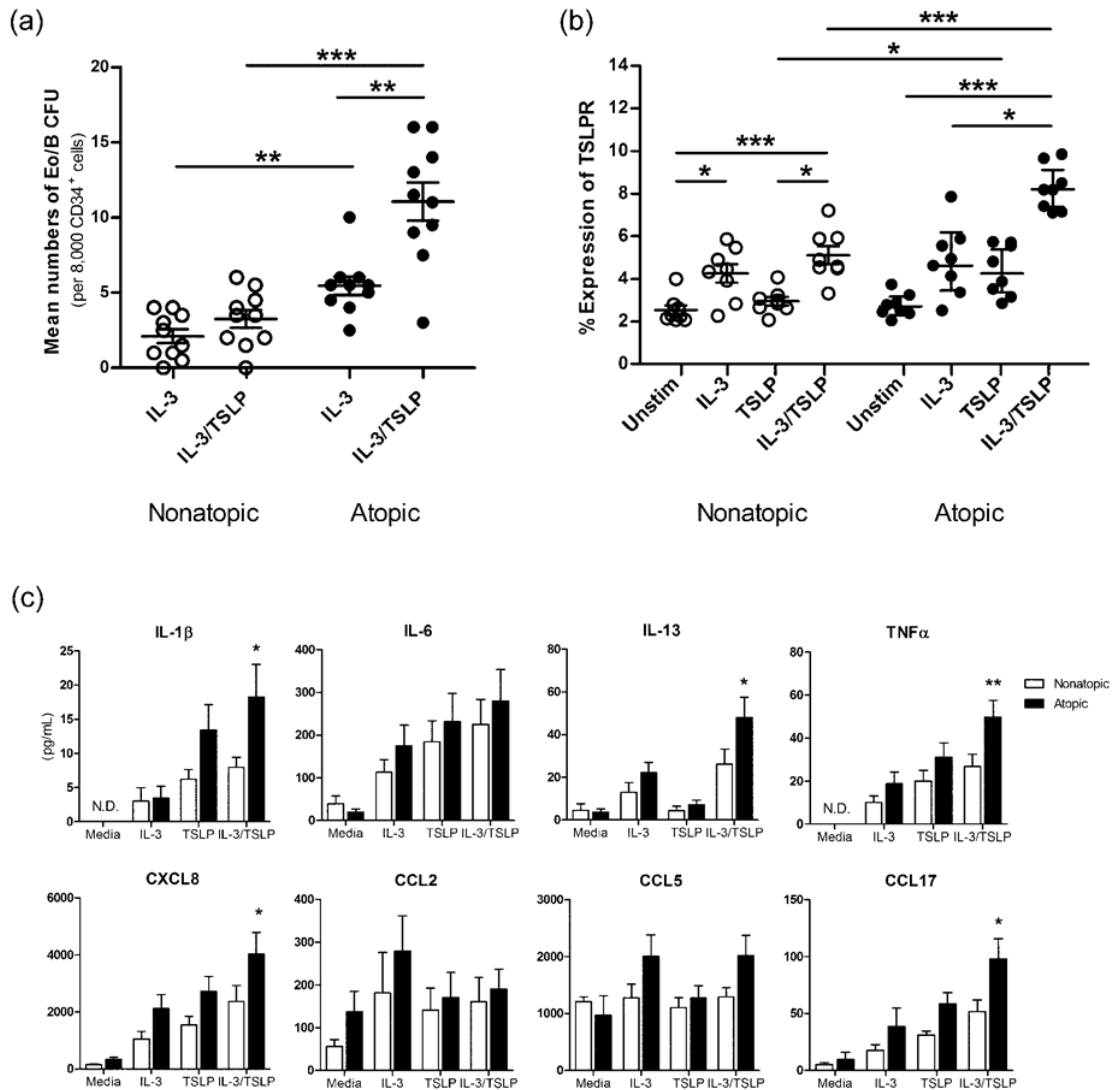 (a)
Mean numbers of Eo/B CFU
(per 8,000 CD34+ cells)
20
15
10
5
0
***
**
**
IL-3
IL-3/TSLP
IL-3
IL-3/TSLP
Nonatopic
Atopic
(b)
% Expression of TSLPR
14
12
10
8
6
4
2
0
***
*
***
*
***
*
*
Unstim
IL-3
TSLP
IL-3/TSLP
Unstim
IL-3
TSLP
IL-3/TSLP
Nonatopic
Atopic
(c)
IL-1β
(pg/mL)
25
20
15
10
5
0
N.D.
*
Media IL-3 TSLP IL-3/TSLP
IL-6
400
300
200
100
0
Media IL-3 TSLP IL-3/TSLP
IL-13
80
60
40
20
0
*
Media IL-3 TSLP IL-3/TSLP
TNFα
80
60
40
20
0
N.D.
**
Media IL-3 TSLP IL-3/TSLP
Nonatopic
Atopic
CXCL8
6000
4000
2000
0
*
Media IL-3 TSLP IL-3/TSLP
CCL2
400
300
200
100
0
Media IL-3 TSLP IL-3/TSLP
CCL5
3000
2000
1000
0
Media IL-3 TSLP IL-3/TSLP
CCL17
150
100
50
0
*
Media IL-3 TSLP IL-3/TSLP